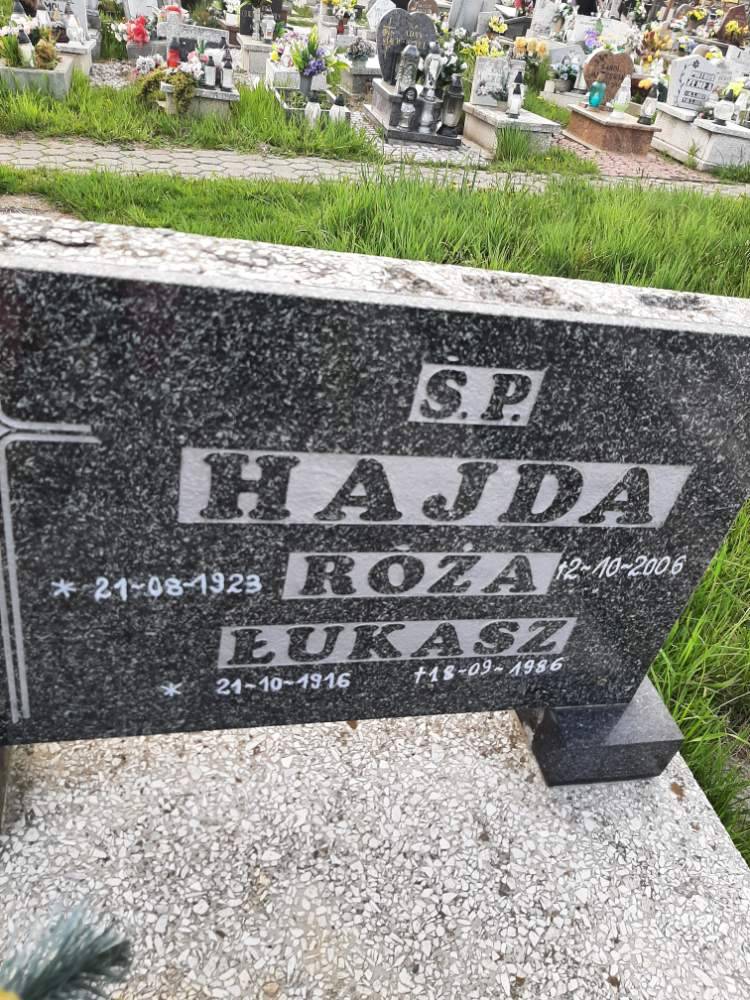 Ś.P.
HAJDA
* 21-08-1923 RÓŻA †2-10-2006
ŁUKASZ
* 21-10-1916 †18-09-1986